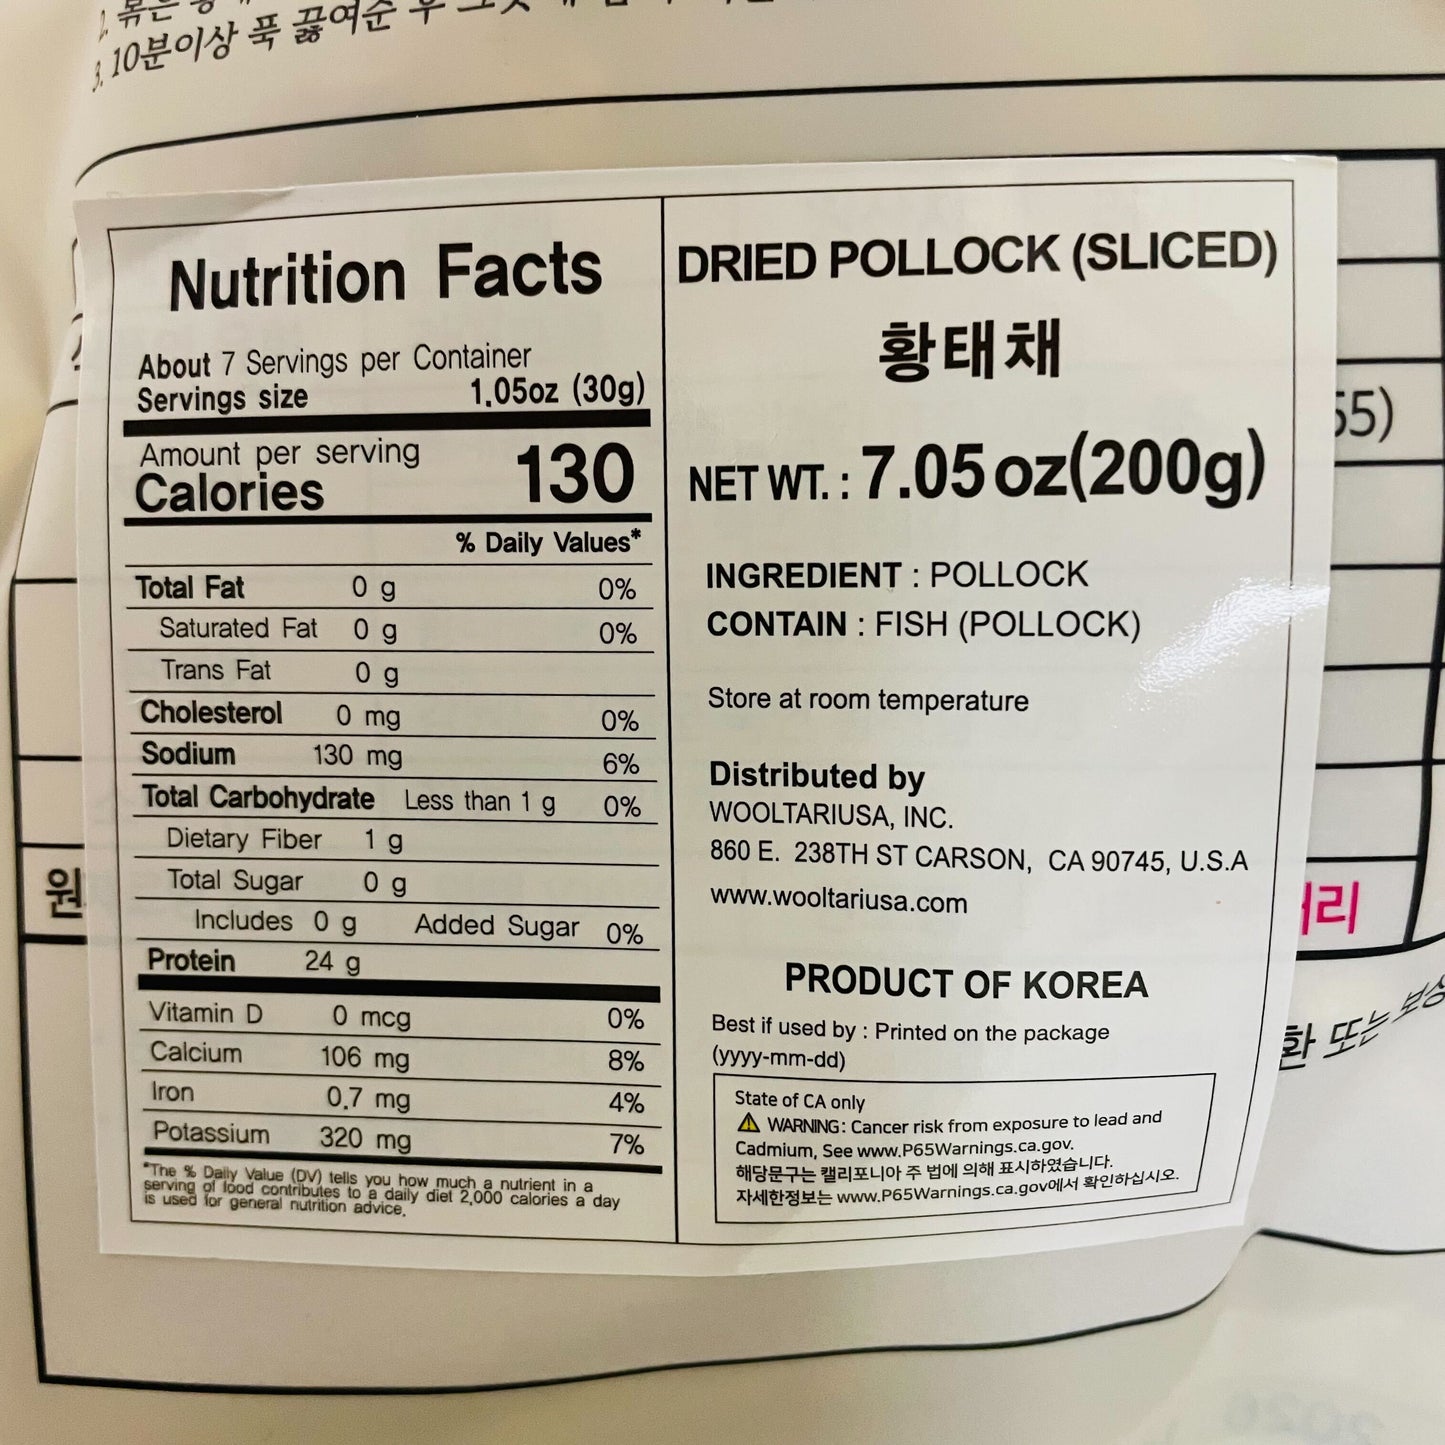 3. 10분이상 푹 끓여준 후
Nutrition Facts
About 7 Servings per Container
Servings size 1.05oz (30g)
Amount per serving
Calories 130
% Daily Values*
Total Fat 0 g 0%
Saturated Fat 0 g 0%
Trans Fat 0 g
Cholesterol 0 mg 0%
Sodium 130 mg 6%
Total Carbohydrate Less than 1 g 0%
Dietary Fiber 1 g
Total Sugar 0 g
Includes 0 g Added Sugar 0%
Protein 24 g
Vitamin D 0 mcg 0%
Calcium 106 mg 8%
Iron 0.7 mg 4%
Potassium 320 mg 7%
*The % Daily Value (DV) tells you how much a nutrient in a
serving of food contributes to a daily diet 2,000 calories a day
is used for general nutrition advice.
DRIED POLLOCK (SLICED)
황태채
NET WT. : 7.05 oz(200g)
INGREDIENT : POLLOCK
CONTAIN : FISH (POLLOCK)
Store at room temperature
Distributed by
WOOLTARIUSA, INC.
860 E. 238TH ST CARSON, CA 90745, U.S.A
www.wooltariusa.com
PRODUCT OF KOREA
Best if used by : Printed on the package
(yyyy-mm-dd)
State of CA only
⚠ WARNING: Cancer risk from exposure to lead and
Cadmium, See www.P65Warnings.ca.gov.
해당문구는 캘리포니아 주 법에 의해 표시하였습니다.
자세한정보는 www.P65Warnings.ca.gov에서 확인하십시오.
55)
원
리
화 또는 보상